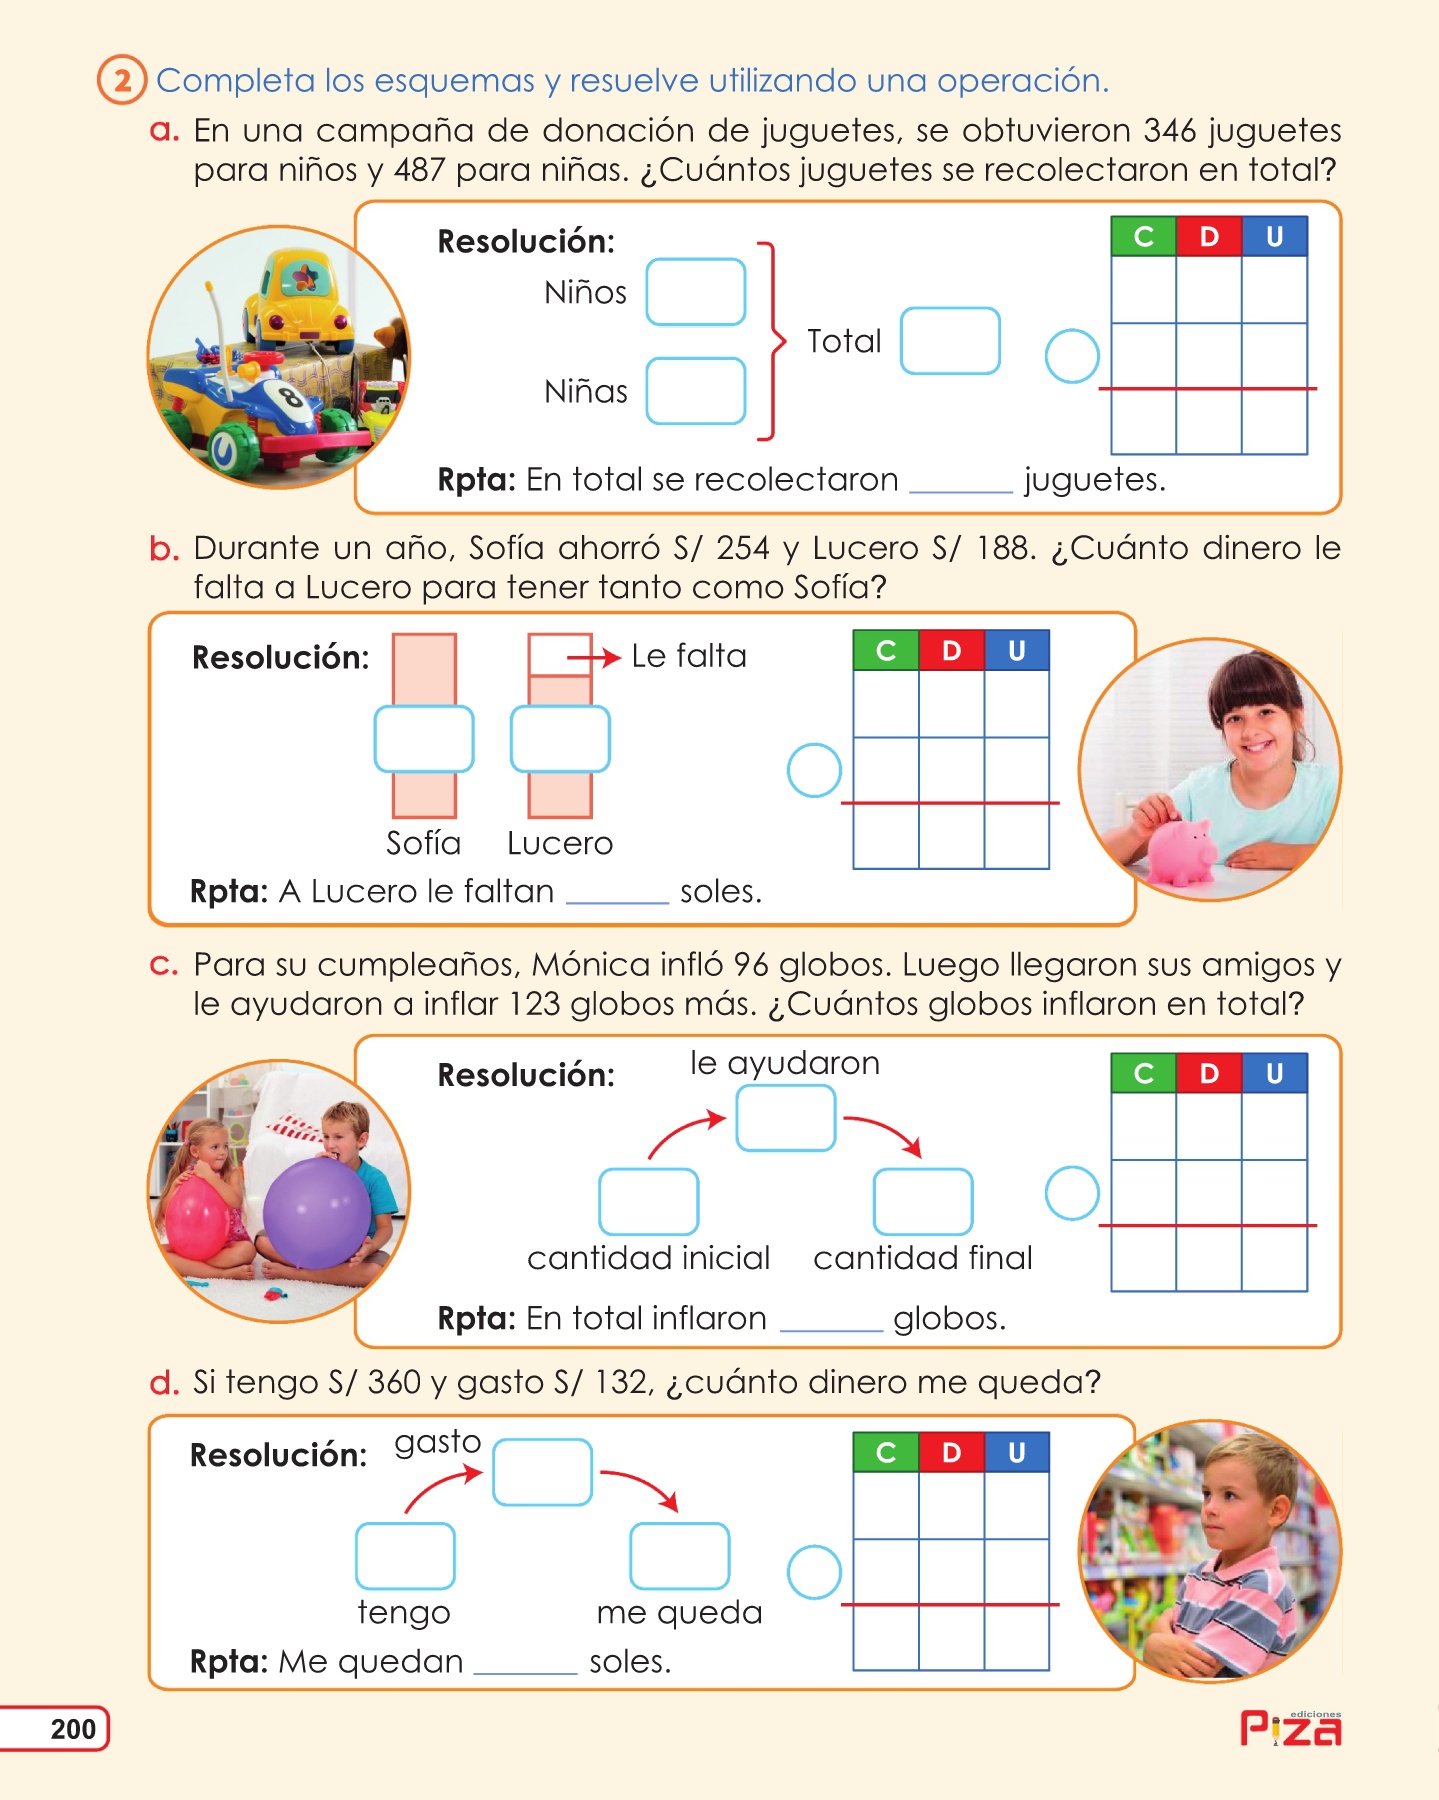 2 Completa los esquemas y resuelve utilizando una operación.
a. En una campaña de donación de juguetes, se obtuvieron 346 juguetes
para niños y 487 para niñas. ¿Cuántos juguetes se recolectaron en total?
Resolución:
Niños
Niñas
Total
C D U
8
U
Rpta: En total se recolectaron ______ juguetes.
b. Durante un año, Sofía ahorró S/ 254 y Lucero S/ 188. ¿Cuánto dinero le
falta a Lucero para tener tanto como Sofía?
Resolución:
Le falta
C D U
Sofía Lucero
Rpta: A Lucero le faltan ______ soles.
c. Para su cumpleaños, Mónica infló 96 globos. Luego llegaron sus amigos y
le ayudaron a inflar 123 globos más. ¿Cuántos globos inflaron en total?
Resolución:
le ayudaron
C D U
cantidad inicial cantidad final
Rpta: En total inflaron ______ globos.
d. Si tengo S/ 360 y gasto S/ 132, ¿cuánto dinero me queda?
Resolución:
gasto
C D U
tengo me queda
Rpta: Me quedan ______ soles.
200
ediciones
Piza